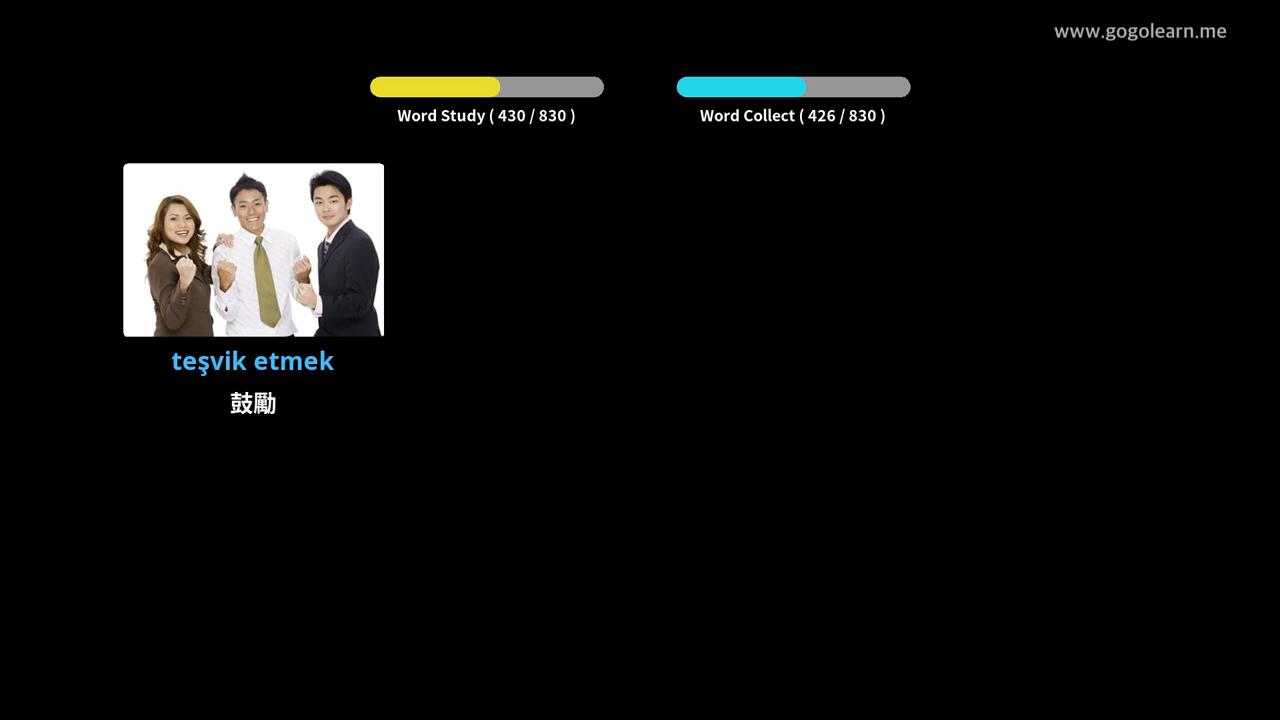 www.gogolearn.me
Word Study ( 430 / 830 )
Word Collect ( 426 / 830 )
teşvik etmek
鼓勵